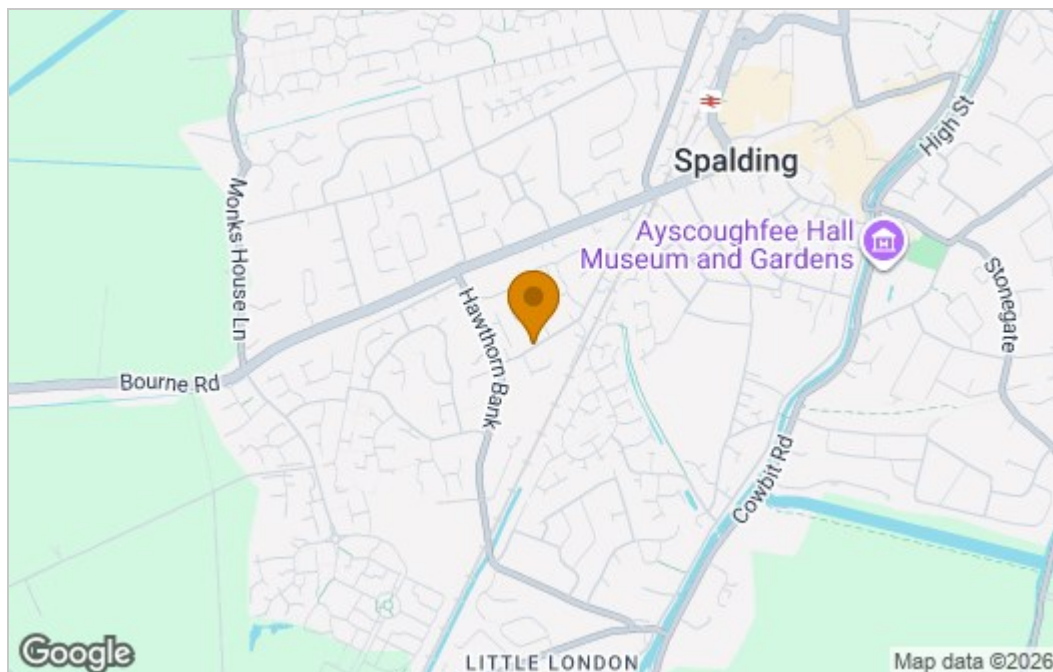 High St
Spalding
Ayscoughfee Hall
Museum and Gardens
Monks House Ln
Stonegate
Hawthorn Bank
Bourne Rd
Cowbit Rd
LITTLE LONDON
Google
Map data ©2026